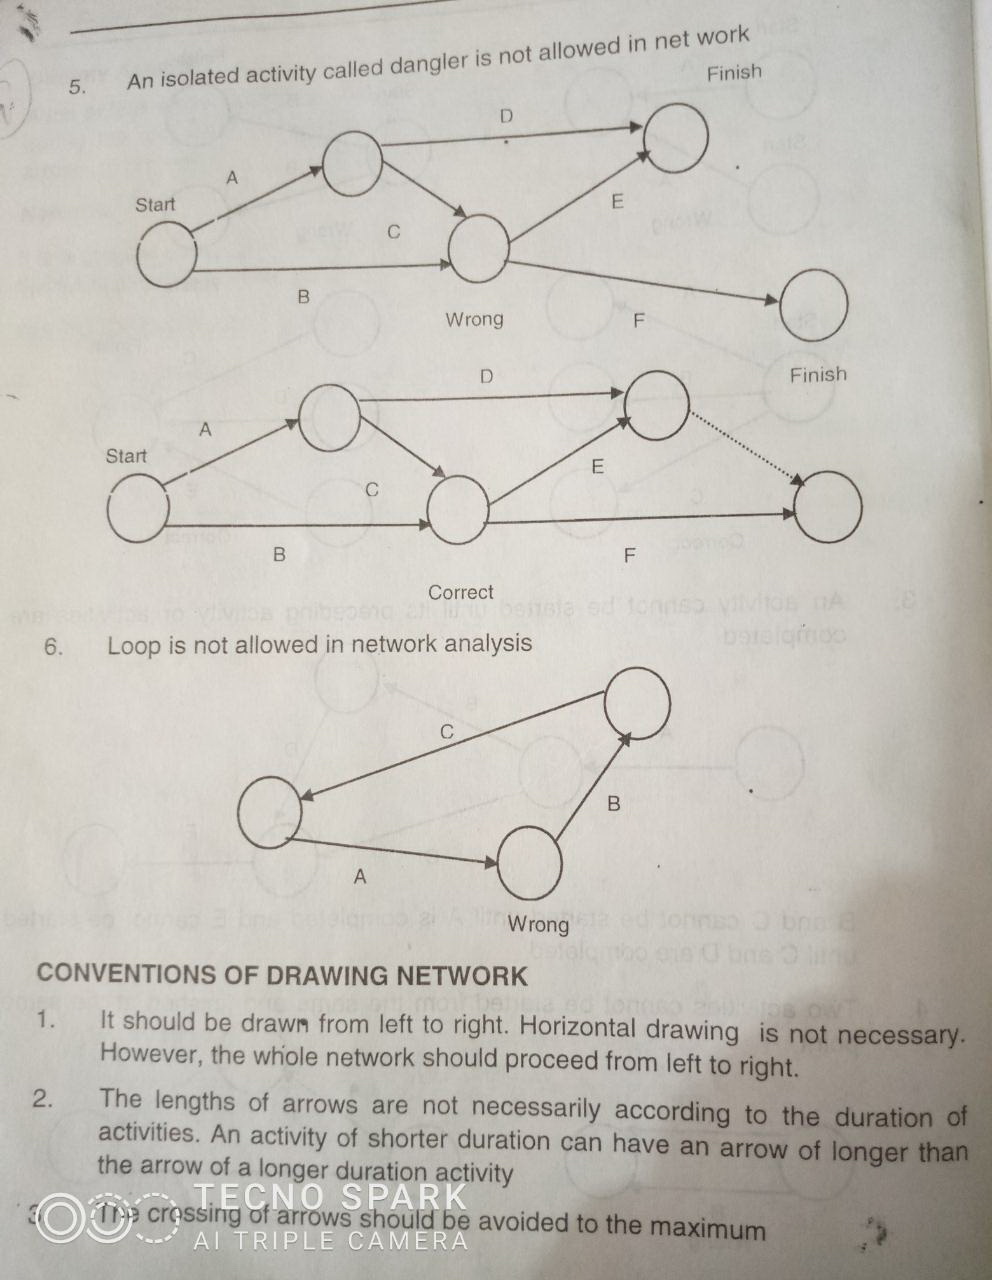 5. An isolated activity called dangler is not allowed in net work
Finish
D
A
Start
E
C
B
Wrong
F
Finish
D
A
Start
E
C
B
F
Correct
6. Loop is not allowed in network analysis
C
B
A
Wrong
CONVENTIONS OF DRAWING NETWORK
1. It should be drawn from left to right. Horizontal drawing is not necessary.
However, the whole network should proceed from left to right.
2. The lengths of arrows are not necessarily according to the duration of
activities. An activity of shorter duration can have an arrow of longer than
the arrow of a longer duration activity
3. The crossing of arrows should be avoided to the maximum
TECNO SPARK
AI TRIPLE CAMERA